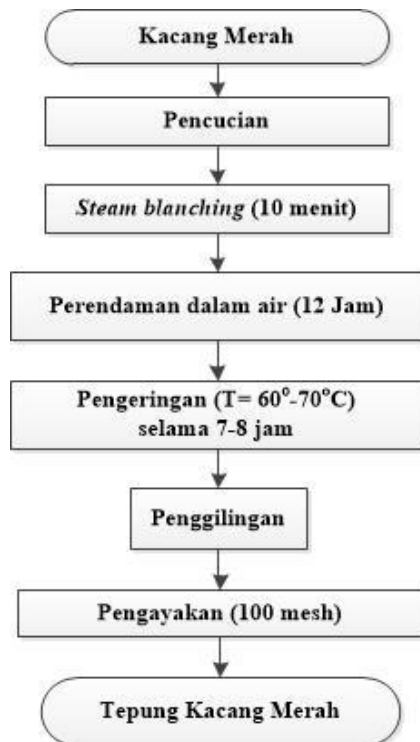 Kacang Merah
Pencucian
Steam blanching (10 menit)
Perendaman dalam air (12 Jam)
Pengeringan (T= 60°-70°C)
selama 7-8 jam
Penggilingan
Pengayakan (100 mesh)
Tepung Kacang Merah